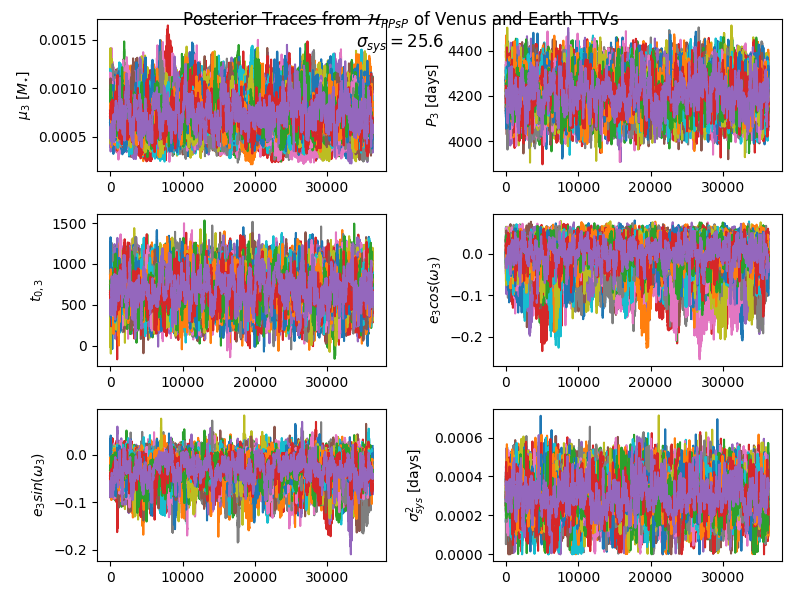 Posterior Traces from $\mathcal{H}_{PPsP}$ of Venus and Earth TTVs
$\sigma_{sys} = 25.6$
0.0015
0.0010
0.0005
$\mu_3$ [$M_\star$]
0 10000 20000 30000
4400
4200
4000
$P_3$ [days]
0 10000 20000 30000
1500
1000
500
0
$t_{0,3}$
0 10000 20000 30000
0.0
−0.1
−0.2
$e_3cos(\omega_3)$
0 10000 20000 30000
0.0
−0.1
−0.2
$e_3sin(\omega_3)$
0 10000 20000 30000
0.0006
0.0004
0.0002
0.0000
$\sigma^2_{sys}$ [days]
0 10000 20000 30000